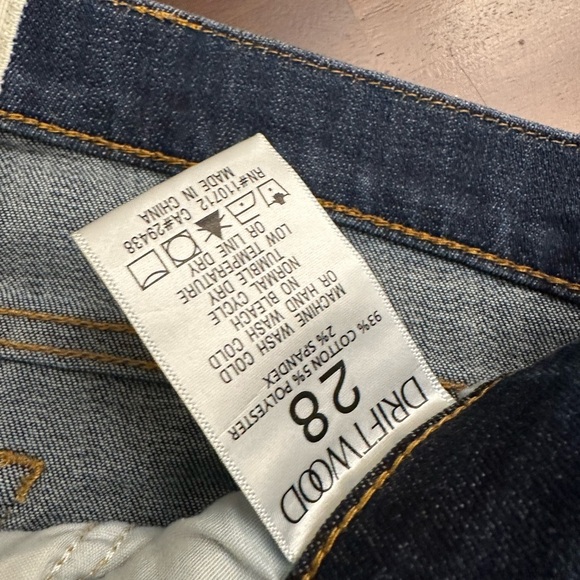 DRIFTWOOD
28
93% COTTON 5% POLYESTER
2% SPANDEX
MACHINE WASH COLD
OR HAND WASH COLD
NO BLEACH
NORMAL CYCLE
TUMBLE DRY
LOW TEMPERATURE
OR LINE DRY
RN#110712 CA#29438
MADE IN CHINA